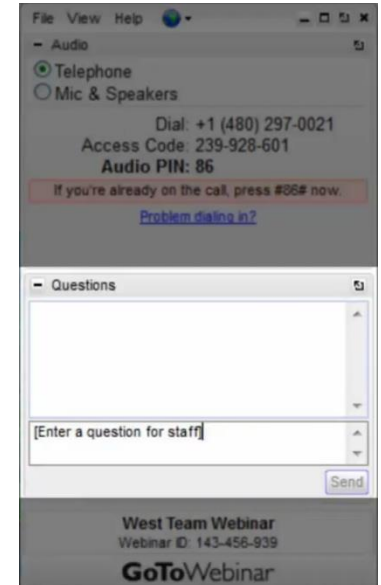 File View Help
Audio
Telephone
Mic & Speakers
Dial: +1 (480) 297-0021
Access Code: 239-928-601
Audio PIN: 86
If you're already on the call, press #86# now.
Problem dialing in?
Questions
[Enter a question for staff]
Send
West Team Webinar
Webinar ID: 143-456-939
GoToWebinar